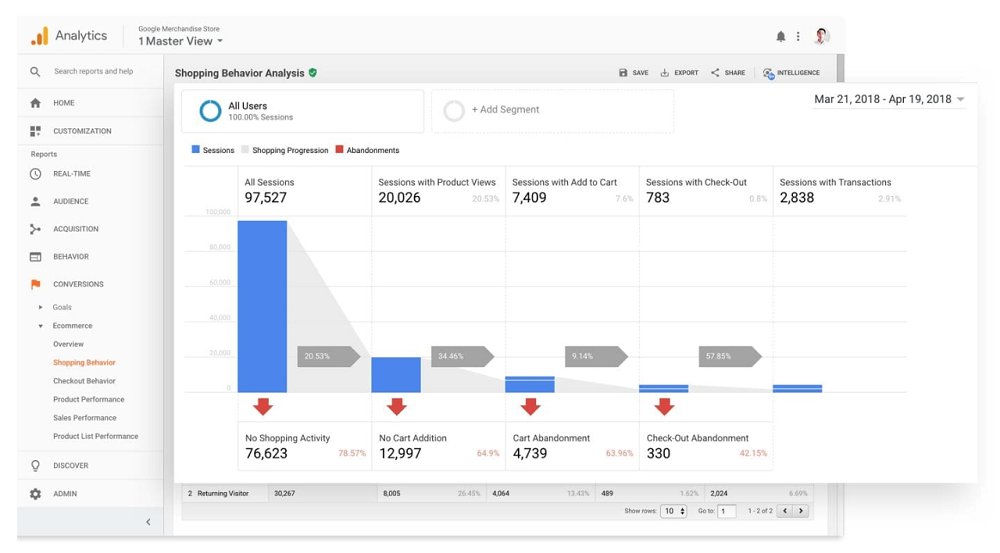 Analytics
Google Merchandise Store
1 Master View
Search reports and help
HOME
CUSTOMIZATION
Reports
REAL-TIME
AUDIENCE
ACQUISITION
BEHAVIOR
CONVERSIONS
Goals
Ecommerce
Overview
Shopping Behavior
Checkout Behavior
Product Performance
Sales Performance
Product List Performance
DISCOVER
ADMIN
Shopping Behavior Analysis
SAVE EXPORT SHARE INTELLIGENCE
All Users
100.00% Sessions
+ Add Segment
Mar 21, 2018 - Apr 19, 2018
Sessions Shopping Progression Abandonments
All Sessions Sessions with Product Views Sessions with Add to Cart Sessions with Check-Out Sessions with Transactions
97,527 20,026 20.53% 7,409 7.6% 783 0.8% 2,838 2.91%
100,000
80,000
60,000
40,000
20,000
0
20.53% 34.46% 9.14% 57.85%
No Shopping Activity No Cart Addition Cart Abandonment Check-Out Abandonment
76,623 78.57% 12,997 64.9% 4,739 63.96% 330 42.15%
2 Returning Visitor 30,267 8,005 26.45% 4,064 13.43% 489 1.62% 2,024 6.69%
Show rows: 10 Go to: 1 1 - 2 of 2